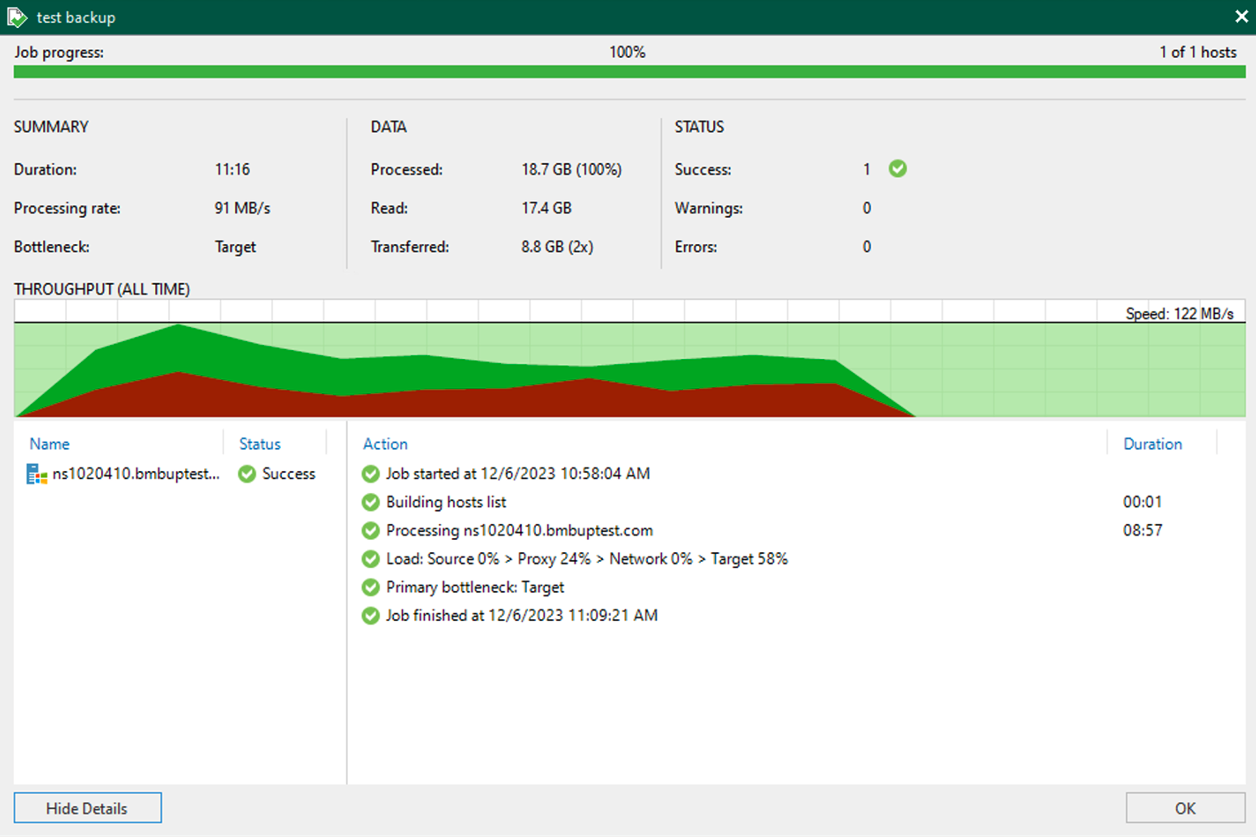 test backup
Job progress: 100% 1 of 1 hosts
SUMMARY DATA STATUS
Duration: 11:16 Processed: 18.7 GB (100%) Success: 1
Processing rate: 91 MB/s Read: 17.4 GB Warnings: 0
Bottleneck: Target Transferred: 8.8 GB (2x) Errors: 0
THROUGHPUT (ALL TIME)
Speed: 122 MB/s
Name Status Action Duration
ns1020410.bmbuptest... Success Job started at 12/6/2023 10:58:04 AM
Building hosts list 00:01
Processing ns1020410.bmbuptest.com 08:57
Load: Source 0% > Proxy 24% > Network 0% > Target 58%
Primary bottleneck: Target
Job finished at 12/6/2023 11:09:21 AM
Hide Details OK